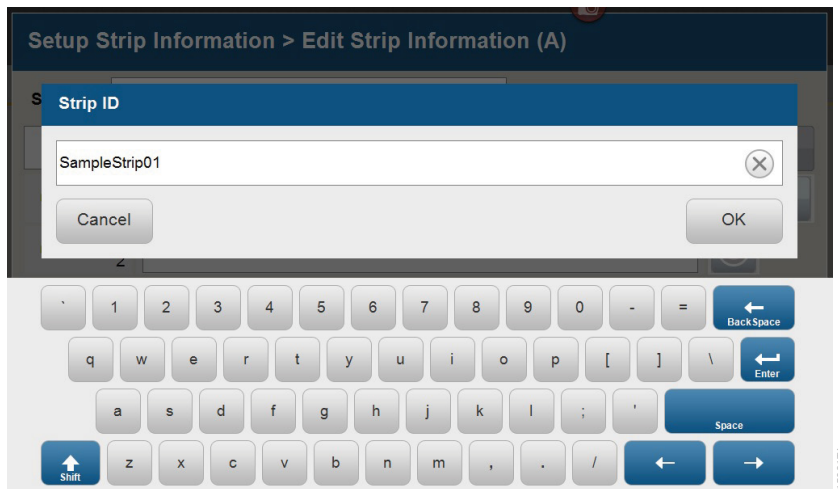 Setup Strip Information > Edit Strip Information (A)
S
Strip ID
SampleStrip01
Cancel
OK
2
` 1 2 3 4 5 6 7 8 9 0 - = BackSpace
q w e r t y u i o p [ ] \ Enter
a s d f g h j k l ; ' Space
Shift z x c v b n m , . /